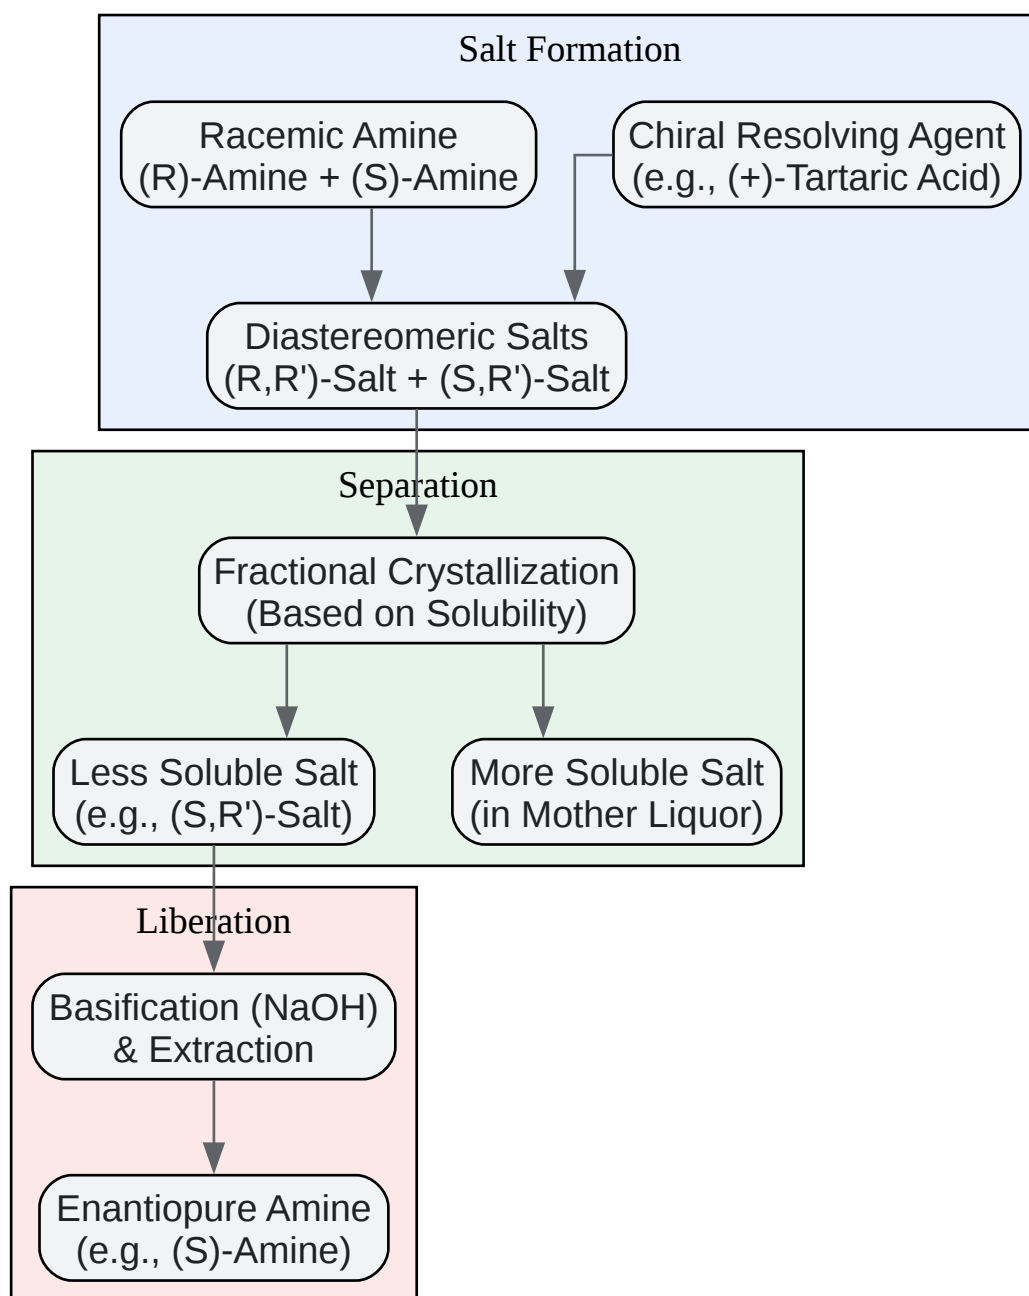 Salt Formation
Racemic Amine
(R)-Amine + (S)-Amine
Chiral Resolving Agent
(e.g., (+)-Tartaric Acid)
Diastereomeric Salts
(R,R')-Salt + (S,R')-Salt
Separation
Fractional Crystallization
(Based on Solubility)
Less Soluble Salt
(e.g., (S,R')-Salt)
More Soluble Salt
(in Mother Liquor)
Liberation
Basification (NaOH)
& Extraction
Enantiopure Amine
(e.g., (S)-Amine)